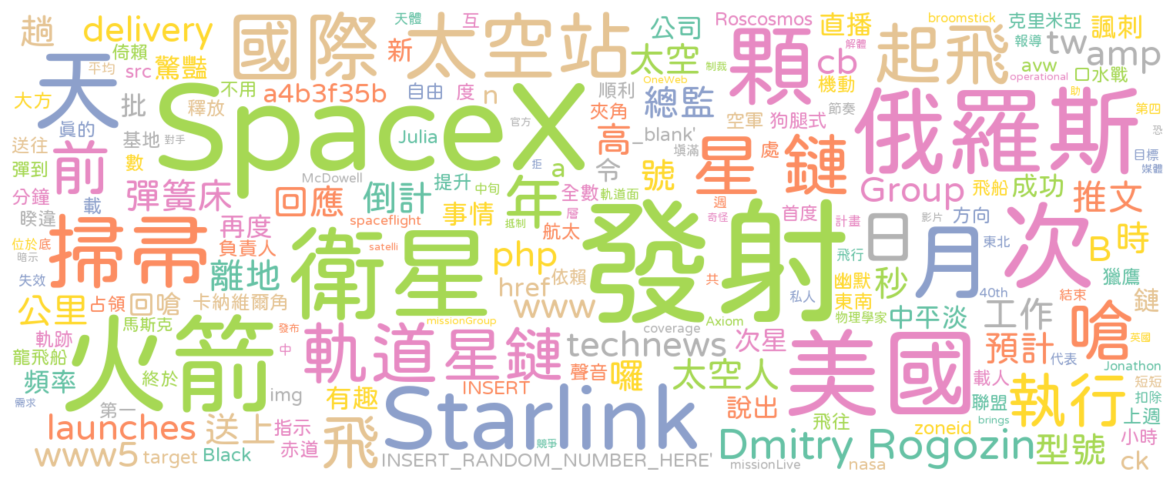 趟 delivery 國際 太空站 天體 互 新 公司 太空 Roscosmos 直播 顆 cb broomstick 起飛 克里米亞 諷刺 報導 tw amp
倚賴 src 驚豔 平均 天 SpaceX OneWeb 制裁 解體 機動 avw 口水戰 operational
大方 批 釋放 a4b3f35b 不用 自由 度 n 順利 夾角 總監 空軍 節奏 狗腿式 俄羅斯 助 第四 恐
送往 基地 對手 Julia 官方 填滿 _blank' 高 目標 媒體
彈到 前 數 彈簧床 McDowell 倒計 提升 中旬 拒 年 a 令 軌道面 星鏈 處 週 Group 飛船 成功 推文
分鐘 載 暌違 回應 事情 層 全數 號 首度 奇怪 計畫 影片 方向
位於 底 暗示 掃帚 再度 負責人 spaceflight 抵制 航太 發射 日 月 次 東北 B 時
失效 離地 衛星 satelli php 依賴 飛行 私人 幽默 秒 獵鷹
公里 占領 回嗆 卡納維爾角 href www 物理學家 東南 40th 結束 鏈
軌跡 馬斯克 發布 missionGroup coverage Axiom 中平淡 工作 嗆 英國
龍飛船 火箭 中 軌道星鏈 technews 次星 美國 預計 代表
頻率 終於 有趣 INSERT 聲音 囉 太空人 載人 Jonathon
需求 第一 img Starlink 說出 聯盟 執行 短短 扣除
launches 送上 指示 飛 飛往 zoneid brings 上週
www5 target 赤道 Black INSERT_RANDOM_NUMBER_HERE' 競爭 missionLive Dmitry Rogozin nasa 型號 小時 ck